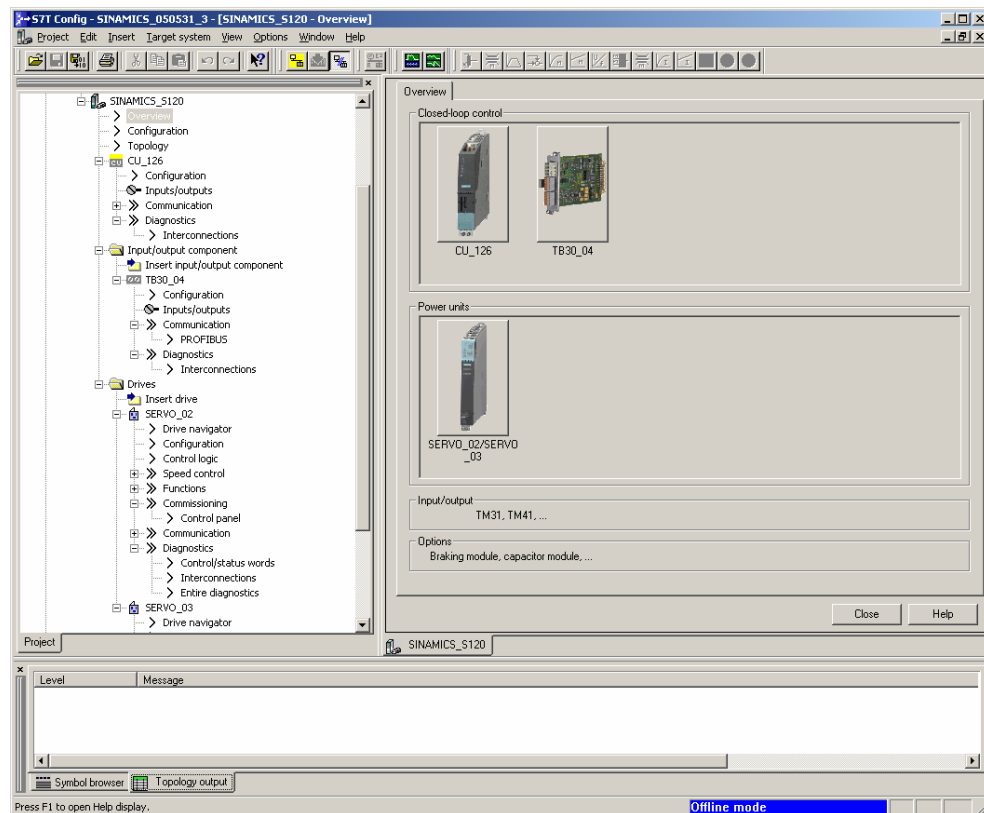 S7T Config - SINAMICS_050531_3 - [SINAMICS_S120 - Overview]
Project Edit Insert Target system View Options Window Help
SINAMICS_S120
Overview
Configuration
Topology
CU_126
Configuration
Inputs/outputs
Communication
Diagnostics
Interconnections
Input/output component
Insert input/output component
TB30_04
Configuration
Inputs/outputs
Communication
PROFIBUS
Diagnostics
Interconnections
Drives
Insert drive
SERVO_02
Drive navigator
Configuration
Control logic
Speed control
Functions
Commissioning
Control panel
Communication
Diagnostics
Control/status words
Interconnections
Entire diagnostics
SERVO_03
Drive navigator
Project
Overview
Closed-loop control
CU_126 TB30_04
Power units
SERVO_02/SERVO
_03
Input/output
TM31, TM41, ...
Options
Braking module, capacitor module, ...
Close Help
SINAMICS_S120
Level Message
Symbol browser Topology output
Press F1 to open Help display. Offline mode